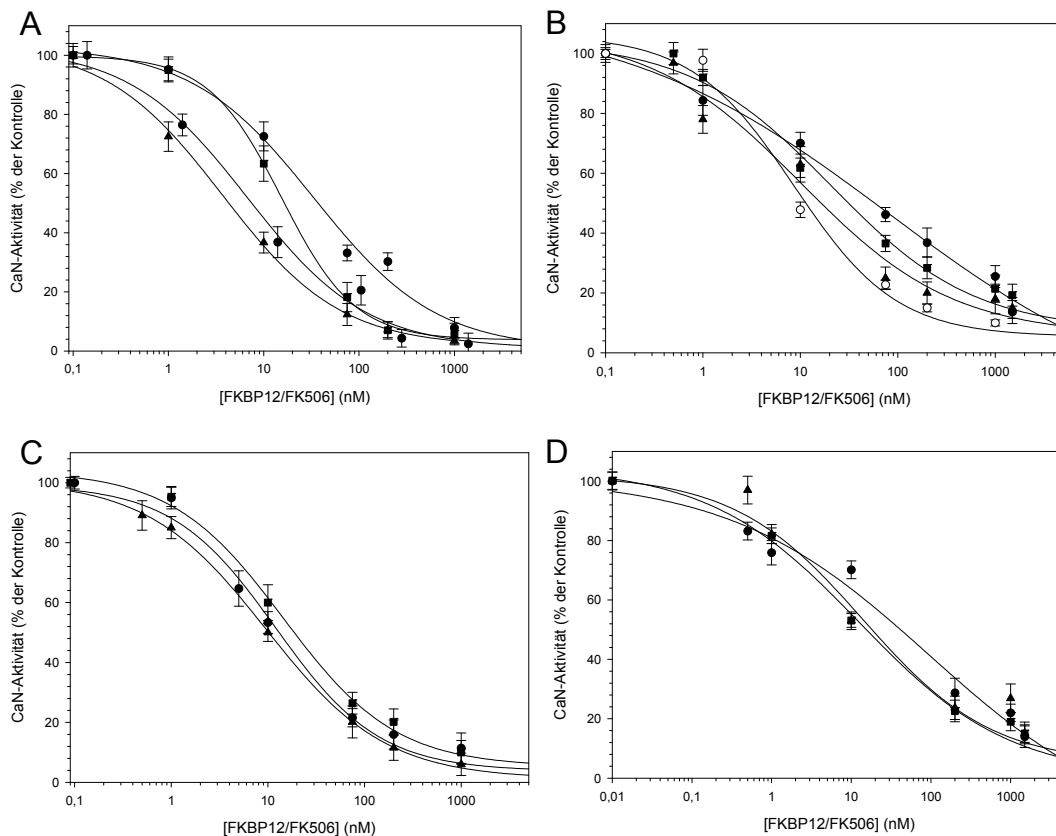 A
CaN-Aktivität (% der Kontrolle)
100
80
60
40
20
0
0,1 1 10 100 1000
[FKBP12/FK506] (nM)
B
CaN-Aktivität (% der Kontrolle)
100
80
60
40
20
0
0,1 1 10 100 1000
[FKBP12/FK506] (nM)
C
CaN-Aktivität (% der Kontrolle)
100
80
60
40
20
0
0,1 1 10 100 1000
[FKBP12/FK506] (nM)
D
CaN-Aktivität (% der Kontrolle)
100
80
60
40
20
0
0,01 0,1 1 10 100 1000
[FKBP12/FK506] (nM)